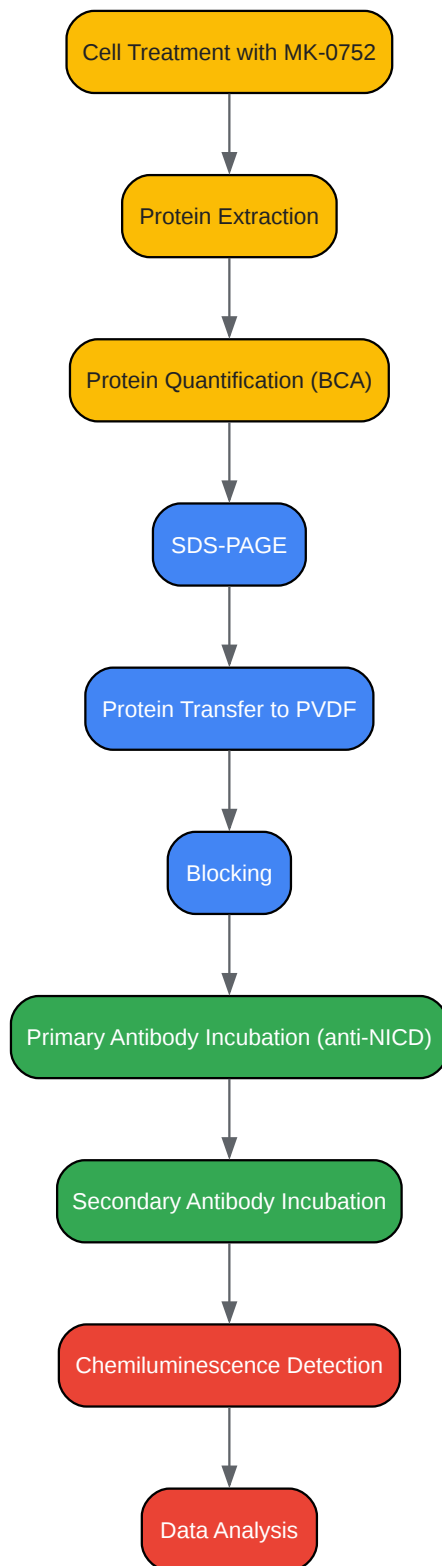 Cell Treatment with MK-0752
Protein Extraction
Protein Quantification (BCA)
SDS-PAGE
Protein Transfer to PVDF
Blocking
Primary Antibody Incubation (anti-NICD)
Secondary Antibody Incubation
Chemiluminescence Detection
Data Analysis